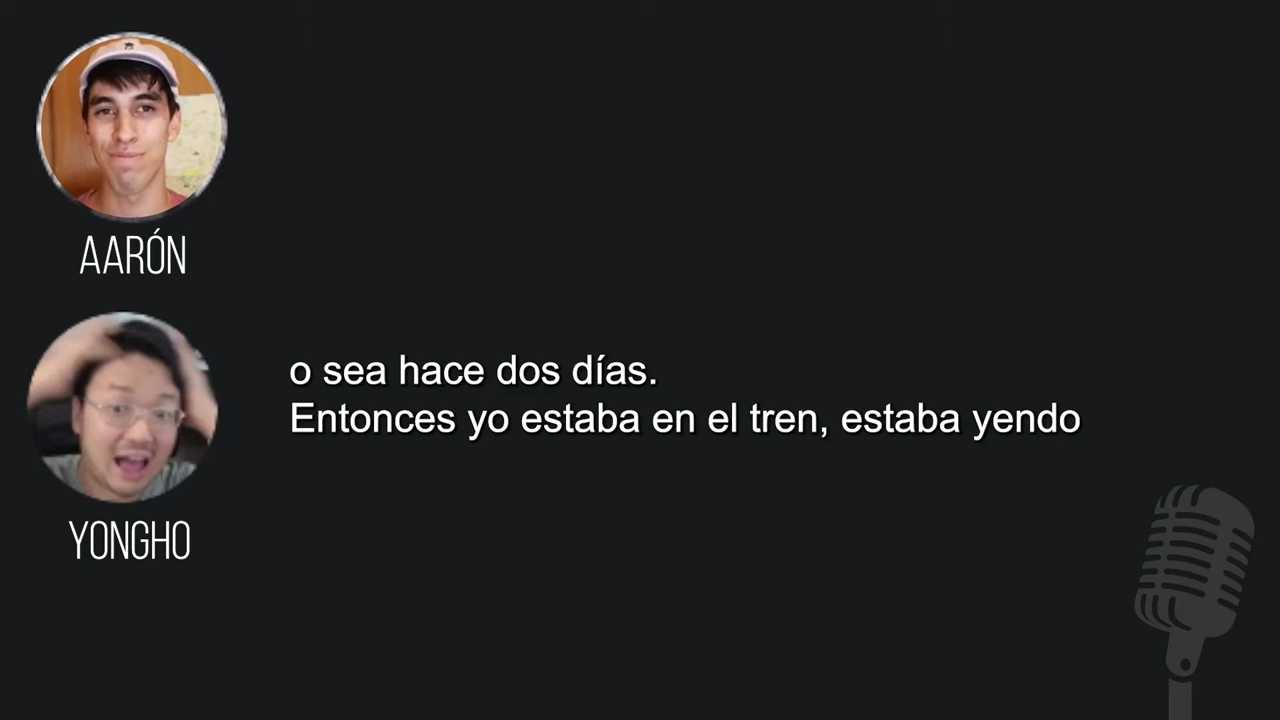 AARÓN
o sea hace dos días.
Entonces yo estaba en el tren, estaba yendo
YONGHO